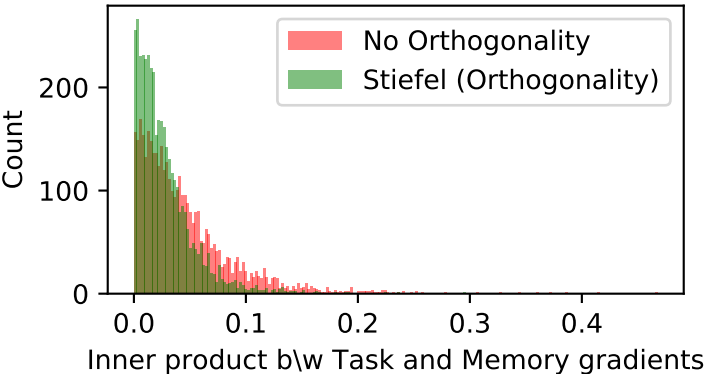 No Orthogonality
Stiefel (Orthogonality)
Count
200
100
0
0.0 0.1 0.2 0.3 0.4
Inner product b\w Task and Memory gradients